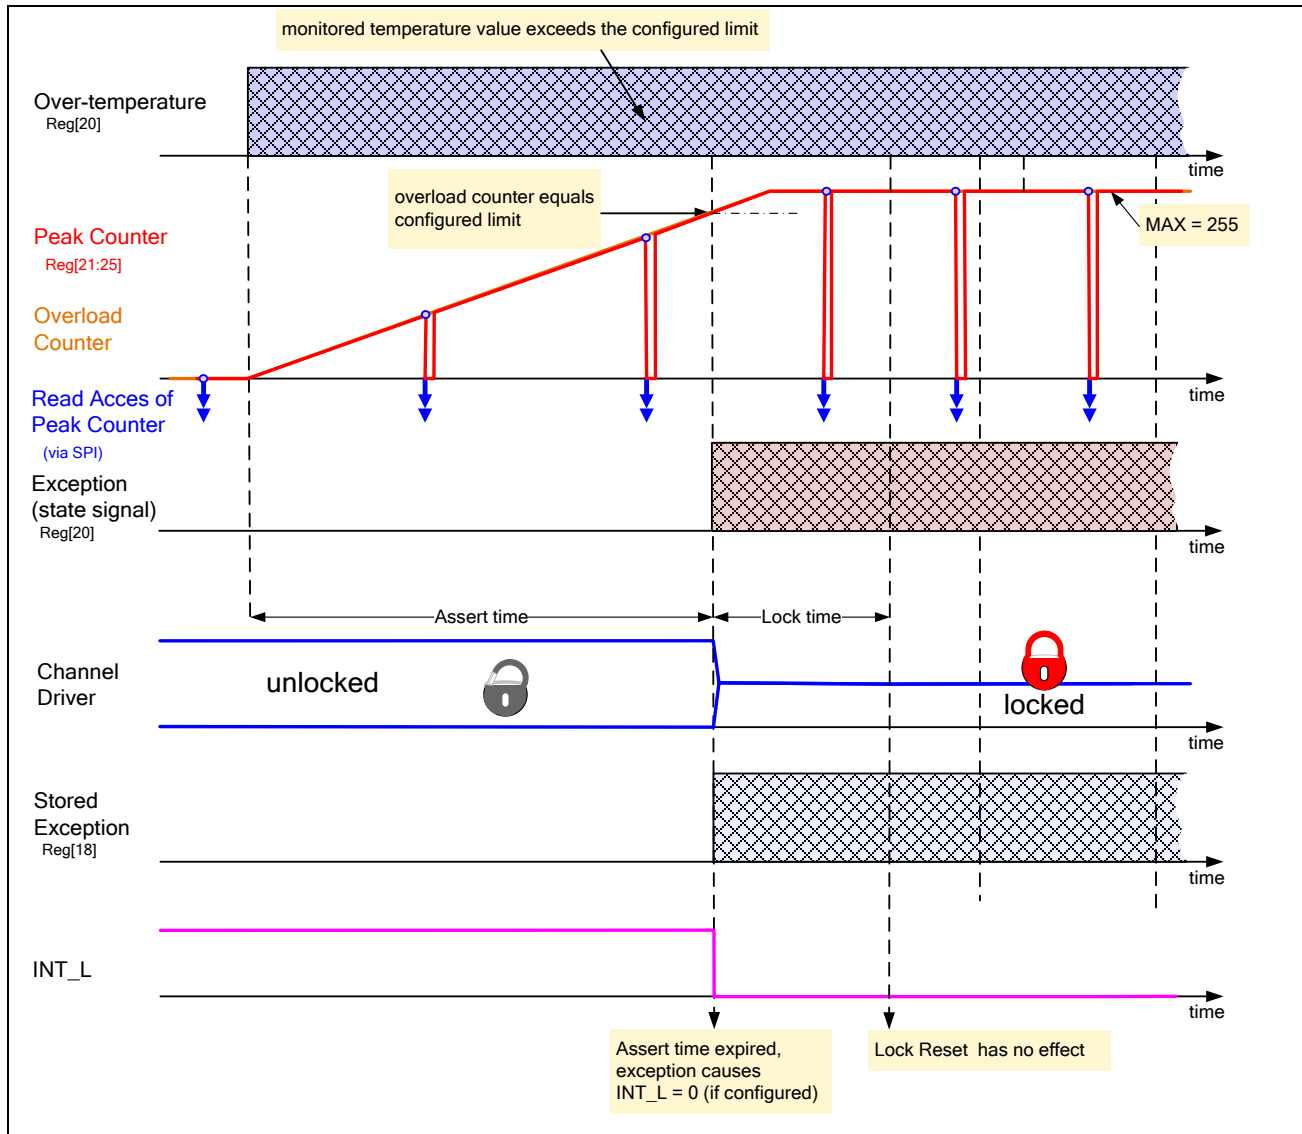 monitored temperature value exceeds the configured limit
Over-temperature
Reg[20]
time
overload counter equals
configured limit
MAX = 255
Peak Counter
Reg[21:25]
Overload
Counter
time
Read Acces of
Peak Counter
(via SPI)
Exception
(state signal)
Reg[20]
time
Assert time
Lock time
Channel
Driver
unlocked
locked
time
Stored
Exception
Reg[18]
time
INT_L
time
Assert time expired,
exception causes
INT_L = 0 (if configured)
Lock Reset has no effect